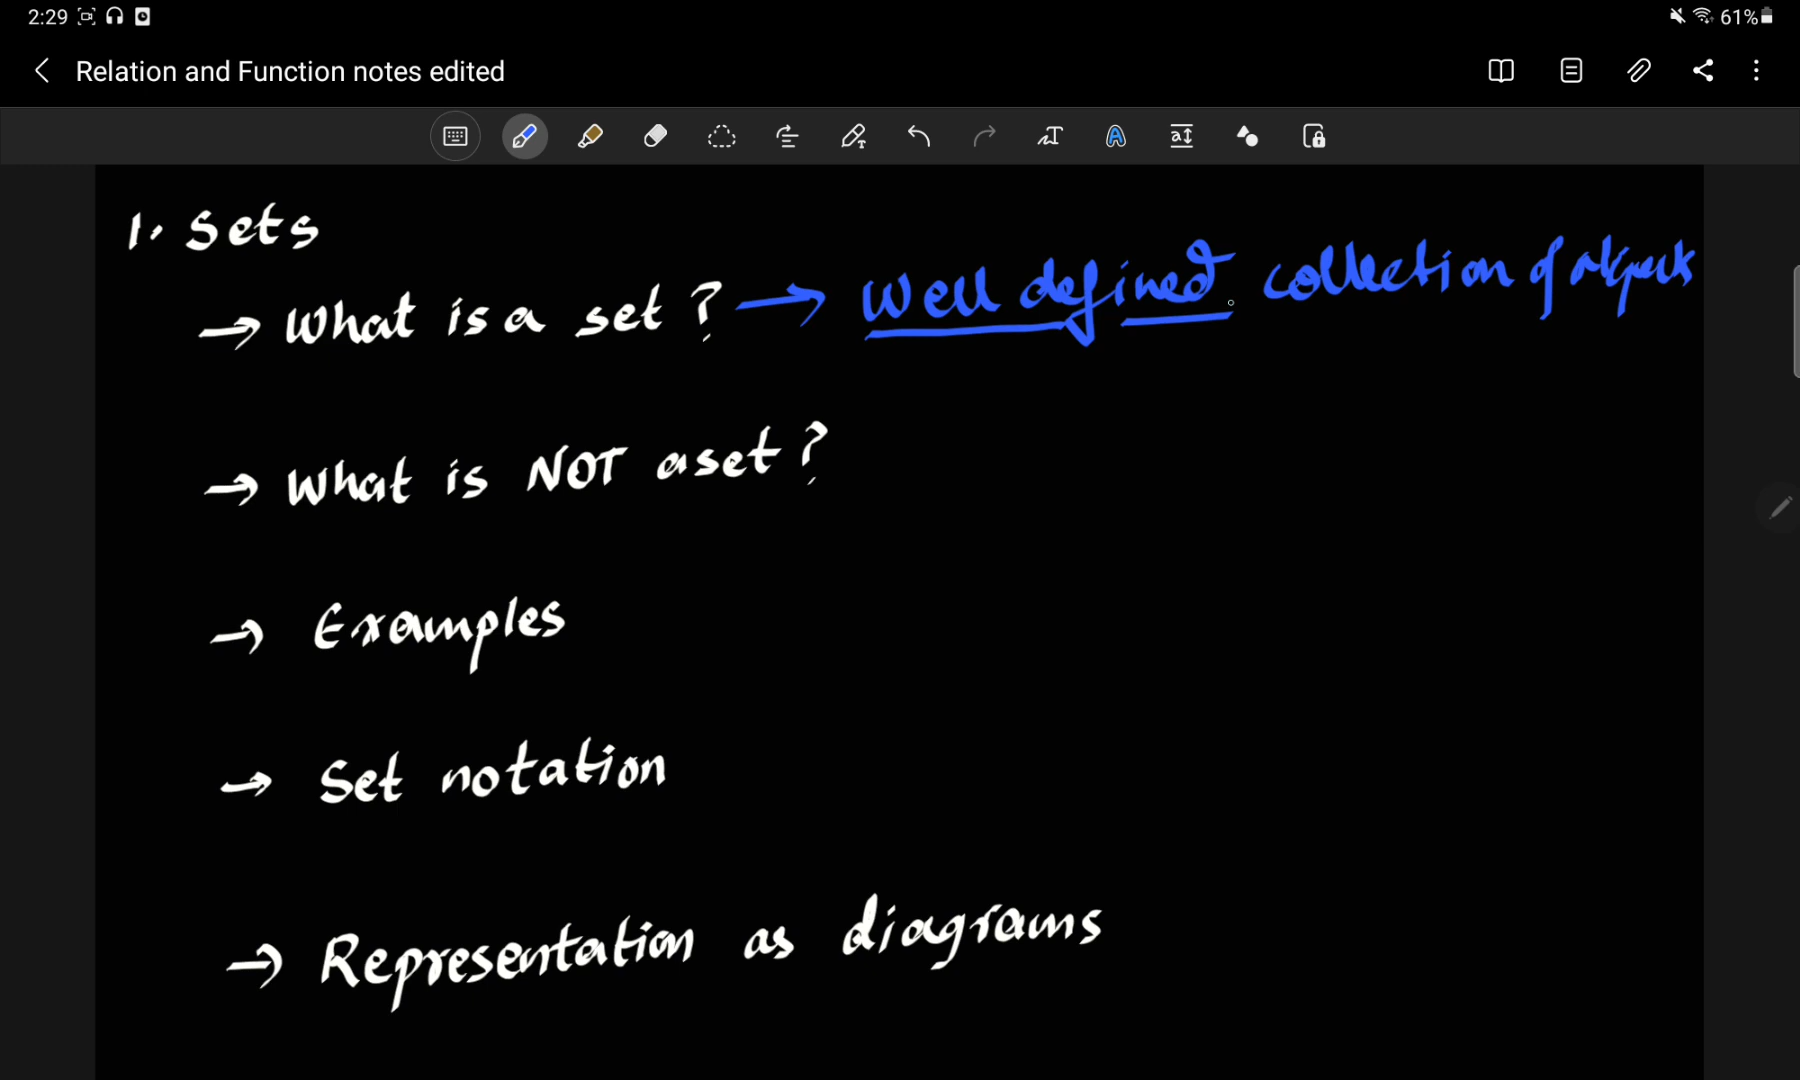 2:29 61%
Relation and Function notes edited
1. Sets
→ What is a set? → Well defined collection of objects
→ What is NOT a set?
→ Examples
→ Set notation
→ Representation as diagrams